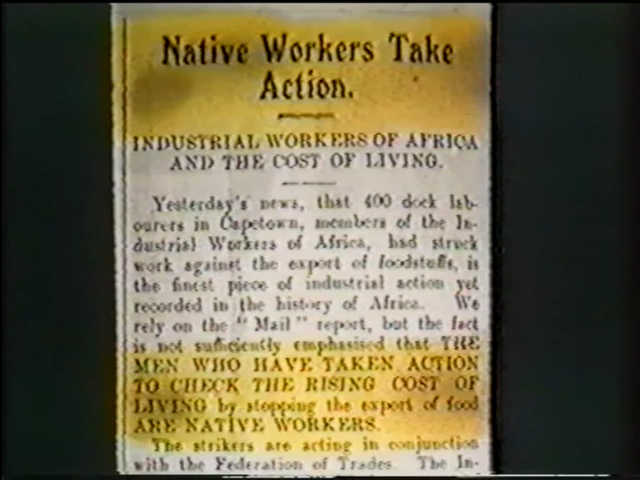 Native Workers Take
Action.
INDUSTRIAL WORKERS OF AFRICA
AND THE COST OF LIVING.
Yesterday's news, that 400 dock lab-
ourers in Capetown, members of the In-
dustrial Workers of Africa, had struck
work against the export of foodstuffs, is
the finest piece of industrial action yet
recorded in the history of Africa. We
rely on the "Mail" report, but the fact
is not sufficiently emphasised that THE
MEN WHO HAVE TAKEN ACTION
TO CHECK THE RISING COST OF
LIVING by stopping the export of food
ARE NATIVE WORKERS.
The strikers are acting in conjunction
with the Federation of Trades. The In-